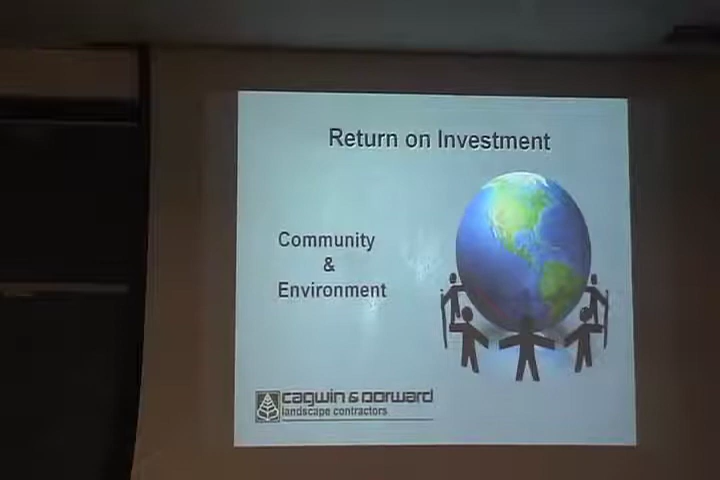 Return on Investment
Community
&
Environment
cagwin & dorward
landscape contractors